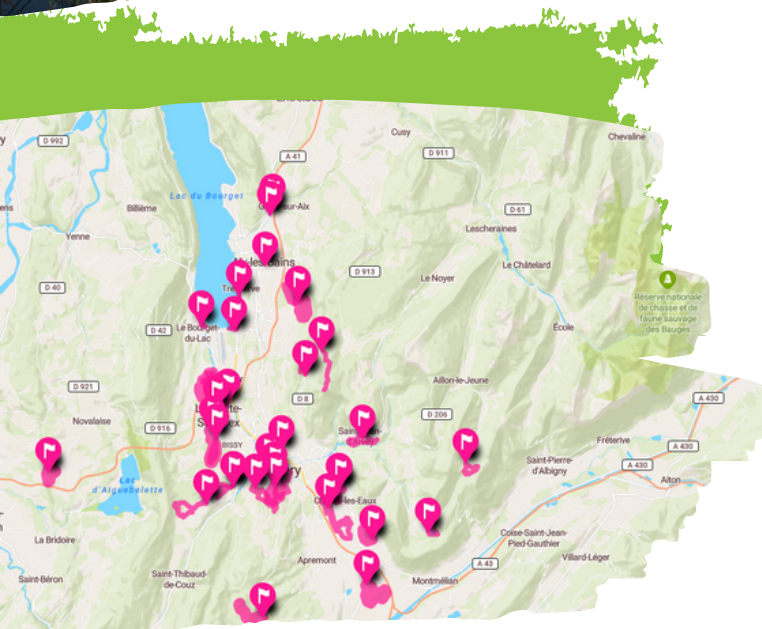 Chevaline
Cusy
D 992
D 911
A 41
Lac du Bourget
Billième
D 61
Yenne
Lescheraines
Le Châtelard
D 913
Le Noyer
D 40
Réserve nationale
de chasse et de
faune sauvage
des Bauges
D 42
Le Bourget-
du-Lac
École
Aillon-le-Jeune
D 921
D 8
A 430
D 206
Novalaise
D 916
BISSY
Fréterive
A 430
Saint-Pierre-
d'Albigny
A 430
Aiton
Lac
d'Aiguebelette
La Bridoire
Coise-Saint-Jean-
Pied-Gauthier
Villard-Léger
Apremont
A 43
Saint-Béron
Saint-Thibaud-
de-Couz
Montmélian